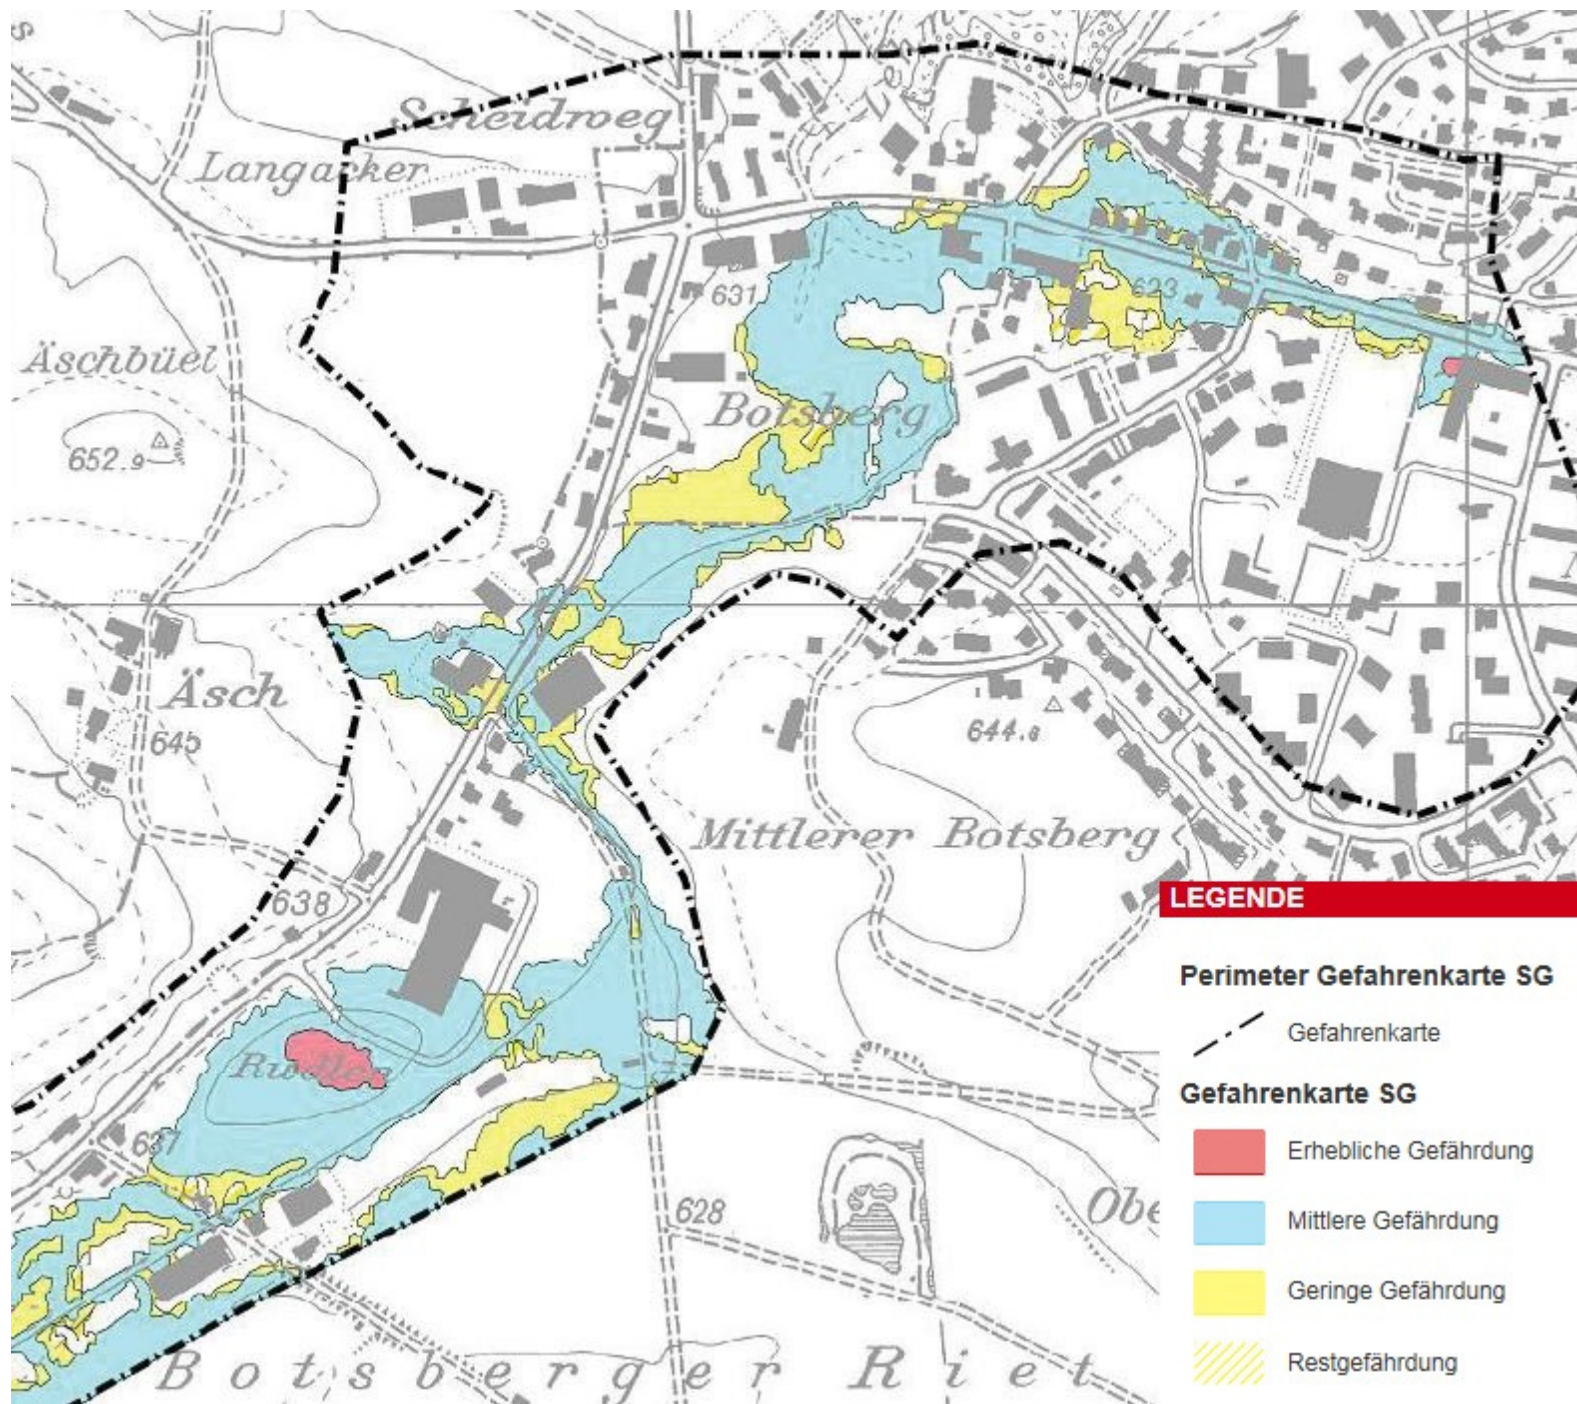 Scheidweg
Langacker
631
623
Äschbüel
Botsberg
652.9
Äsch
645
644.8
Mittlerer Botsberg
638
LEGENDE
Perimeter Gefahrenkarte SG
Gefahrenkarte
Gefahrenkarte SG
Erhebliche Gefährdung
637
Mittlere Gefährdung
628
Obe
Geringe Gefährdung
Botsberger Riet
Restgefährdung